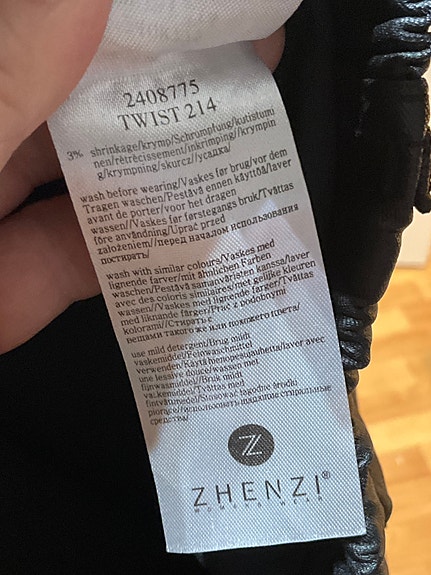 2408775
TWIST 214
3% shrinkage/krymp/Schrumpfung/kutistumi
nen/rétrécissement/inkrimping/krympin
g/krympning/skurcz/усадка/
wash before wearing/Vaskes før brug/vor dem
Tragen waschen/Pestävä ennen käyttöä/laver
avant de porter/voor het dragen
wassen/Vaskes før førstegangs bruk/Tvättas
före användning/Uprać przed
założeniem/перед началом использования
постирать/
wash with similar colours/Vaskes med
lignende farver/mit ähnlichen Farben
waschen/Pestävä samanväristen kanssa/laver
avec des coloris similaires/met gelijke kleuren
wassen/Vaskes med lignende farger/Tvättas
med liknande färger/Prać z podobnymi
kolorami/Стирать с
вещами такого же или похожего цвета/
use mild detergent/Brug mildt
vaskemiddel/Feinwaschmittel
verwenden/Käytä hienopesujauhetta/laver avec
une lessive douce/wassen met
fijnwasmiddel/Bruk mildt
vaskemiddel/Tvättas med
fintvättmedel/Stosować łagodne środki
piorące/использовать щадящие стиральные
средства/
Z
ZHENZI®
WOMEN'S WEAR